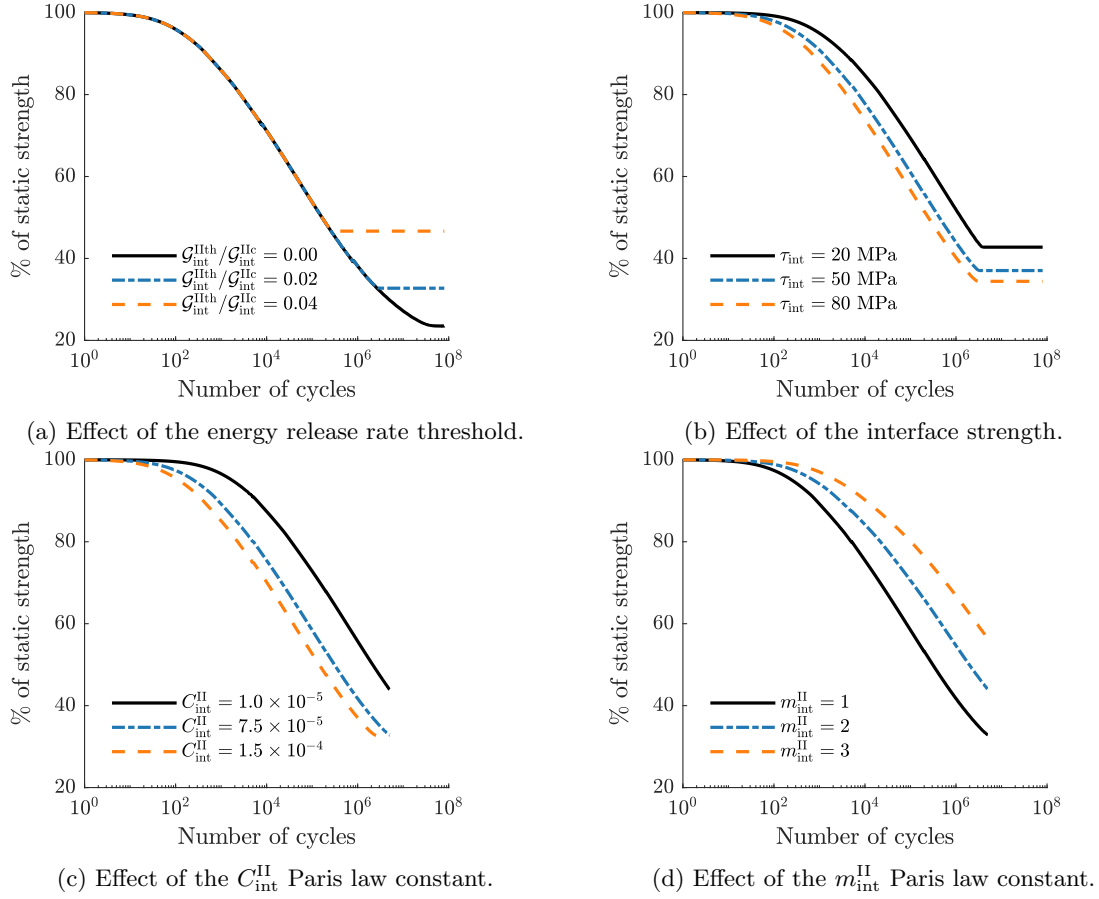 % of static strength
100
80
60
40
20
𝒢_int^IIth/𝒢_int^IIc = 0.00
𝒢_int^IIth/𝒢_int^IIc = 0.02
𝒢_int^IIth/𝒢_int^IIc = 0.04
10^0 10^2 10^4 10^6 10^8
Number of cycles
(a) Effect of the energy release rate threshold.
% of static strength
100
80
60
40
20
τ_int = 20 MPa
τ_int = 50 MPa
τ_int = 80 MPa
10^0 10^2 10^4 10^6 10^8
Number of cycles
(b) Effect of the interface strength.
% of static strength
100
80
60
40
20
C_int^II = 1.0 × 10^−5
C_int^II = 7.5 × 10^−5
C_int^II = 1.5 × 10^−4
10^0 10^2 10^4 10^6 10^8
Number of cycles
(c) Effect of the C_int^II Paris law constant.
% of static strength
100
80
60
40
20
m_int^II = 1
m_int^II = 2
m_int^II = 3
10^0 10^2 10^4 10^6 10^8
Number of cycles
(d) Effect of the m_int^II Paris law constant.